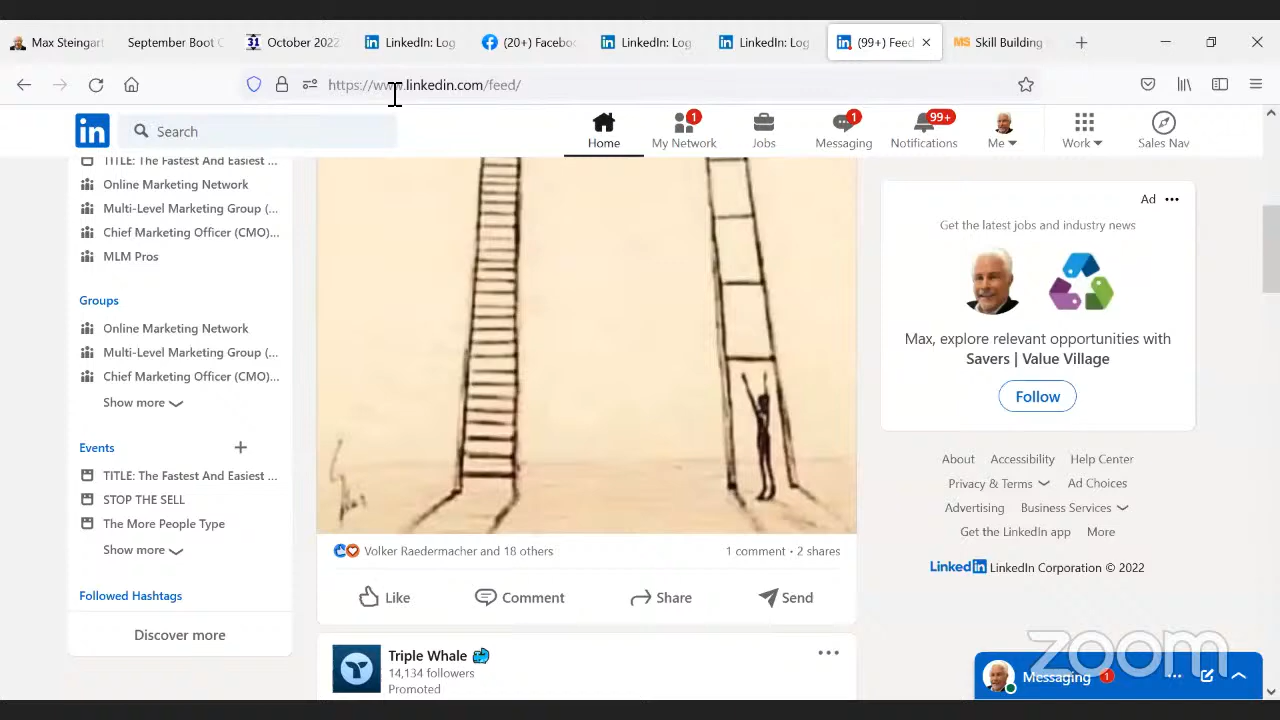 Max Steingart
September Boot C
31 October 2022
LinkedIn: Log
(20+) Facebo
LinkedIn: Log
LinkedIn: Log
(99+) Feed
MS Skill Building
https://www.linkedin.com/feed/
in
Search
Home
1
My Network
Jobs
1
Messaging
99+
Notifications
Me
Work
Sales Nav
TITLE: The Fastest And Easiest ...
Online Marketing Network
Multi-Level Marketing Group (...
Chief Marketing Officer (CMO)...
MLM Pros
Groups
Online Marketing Network
Multi-Level Marketing Group (...
Chief Marketing Officer (CMO)...
Show more
Events
TITLE: The Fastest And Easiest ...
STOP THE SELL
The More People Type
Show more
Followed Hashtags
Discover more
Volker Raedermacher and 18 others
1 comment • 2 shares
Like
Comment
Share
Send
Triple Whale
14,134 followers
Promoted
Ad
Get the latest jobs and industry news
Max, explore relevant opportunities with
Savers | Value Village
Follow
About Accessibility Help Center
Privacy & Terms Ad Choices
Advertising Business Services
Get the LinkedIn app More
LinkedIn LinkedIn Corporation © 2022
zoom
Messaging 1